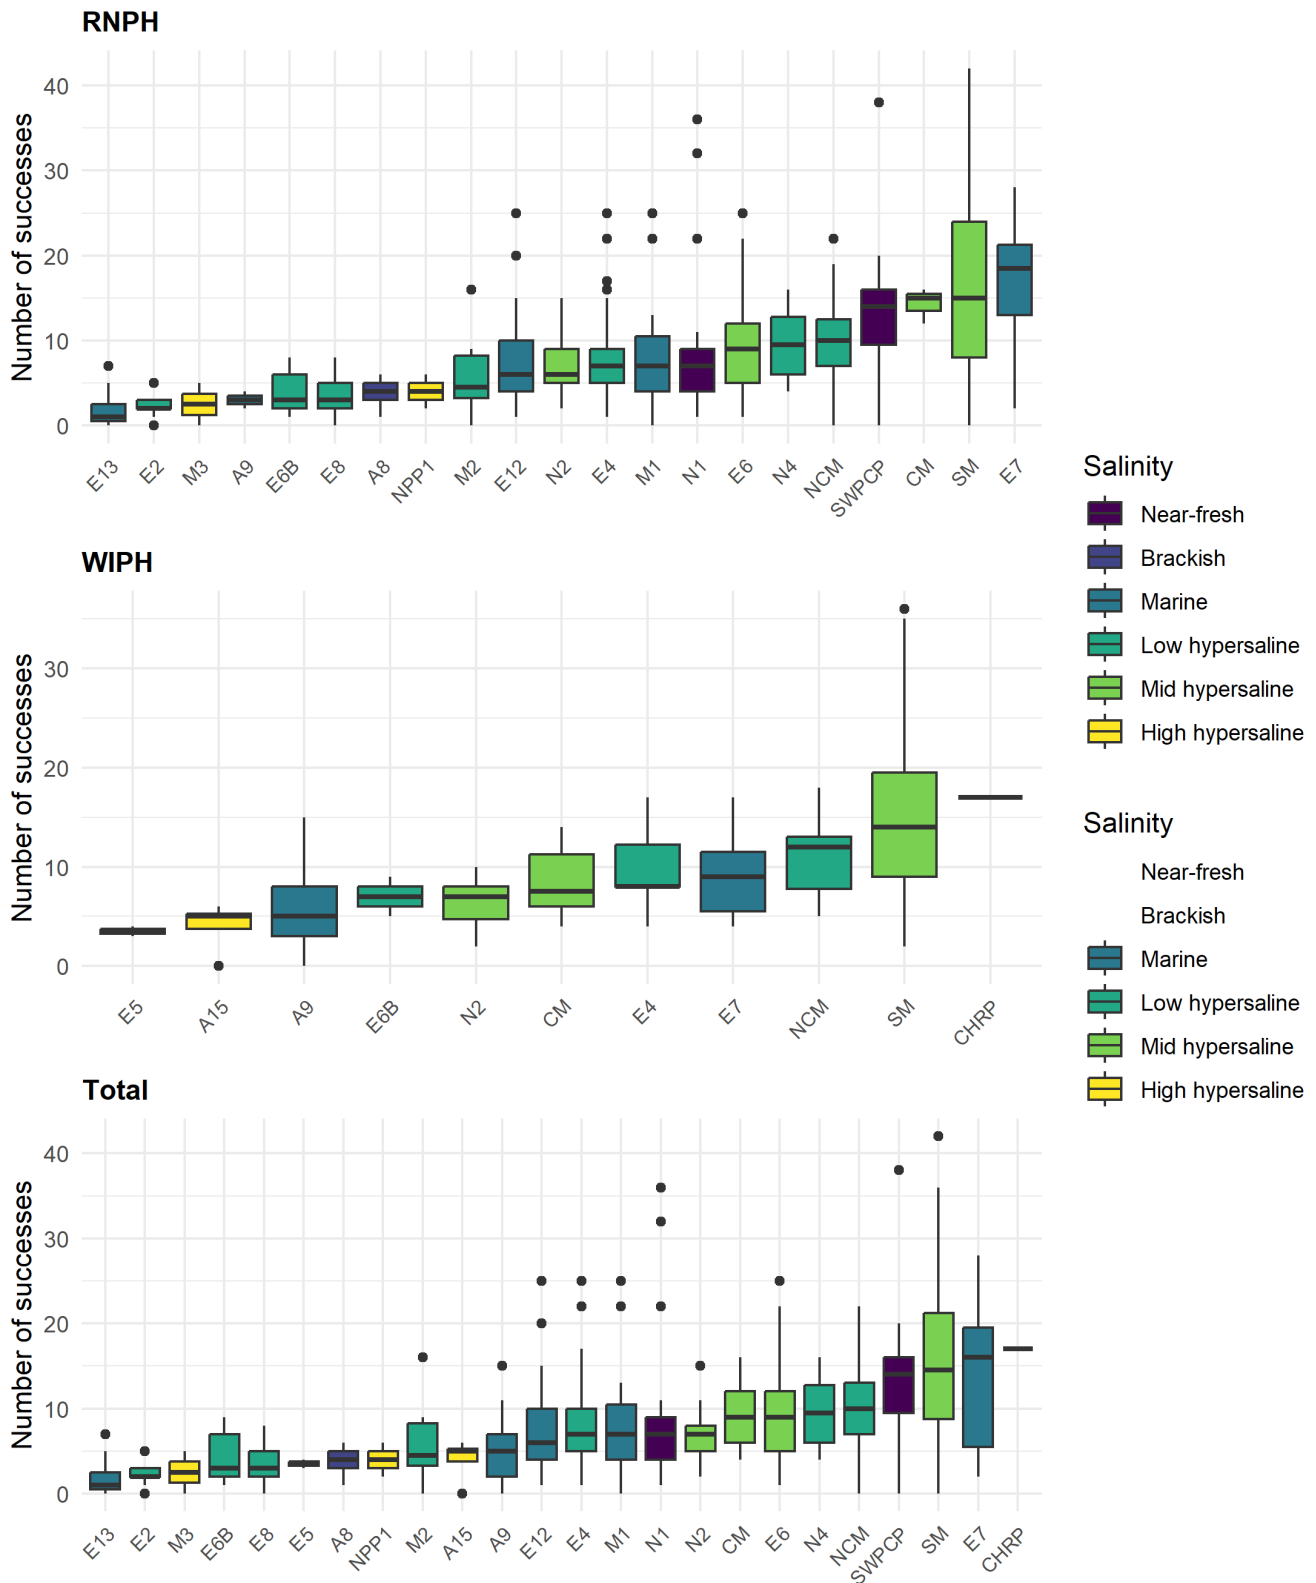 RNPH
Number of successes
40
30
20
10
0
E13 E2 M3 A9 E6B E8 A8 NPP1 M2 E12 N2 E4 M1 N1 E6 N4 NCM SWPCP CM SM E7
WIPH
Number of successes
30
20
10
0
E5 A15 A9 E6B N2 CM E4 E7 NCM SM CHRP
Total
Number of successes
40
30
20
10
0
E13 E2 M3 E6B E8 E5 A8 NPP1 M2 A15 A9 E12 E4 M1 N1 N2 CM E6 N4 NCM SWPCP SM E7 CHRP
Salinity
Near-fresh
Brackish
Marine
Low hypersaline
Mid hypersaline
High hypersaline
Salinity
Near-fresh
Brackish
Marine
Low hypersaline
Mid hypersaline
High hypersaline